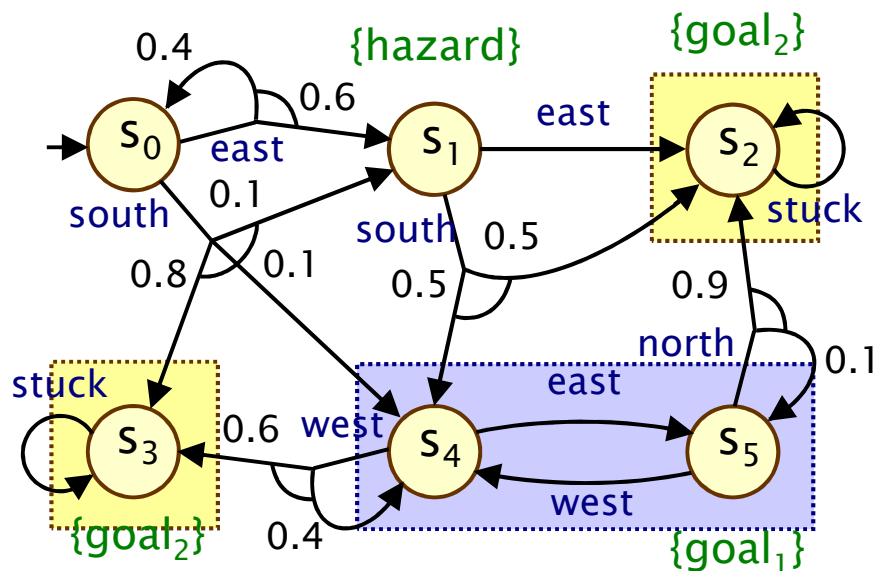 {goal₂}
{hazard}
0.4
0.6
s₀
east
s₁
east
s₂
stuck
south
0.1
south
0.5
0.8
0.1
0.5
0.9
north
0.1
stuck
east
s₃
0.6
west
s₄
s₅
west
0.4
{goal₂}
{goal₁}